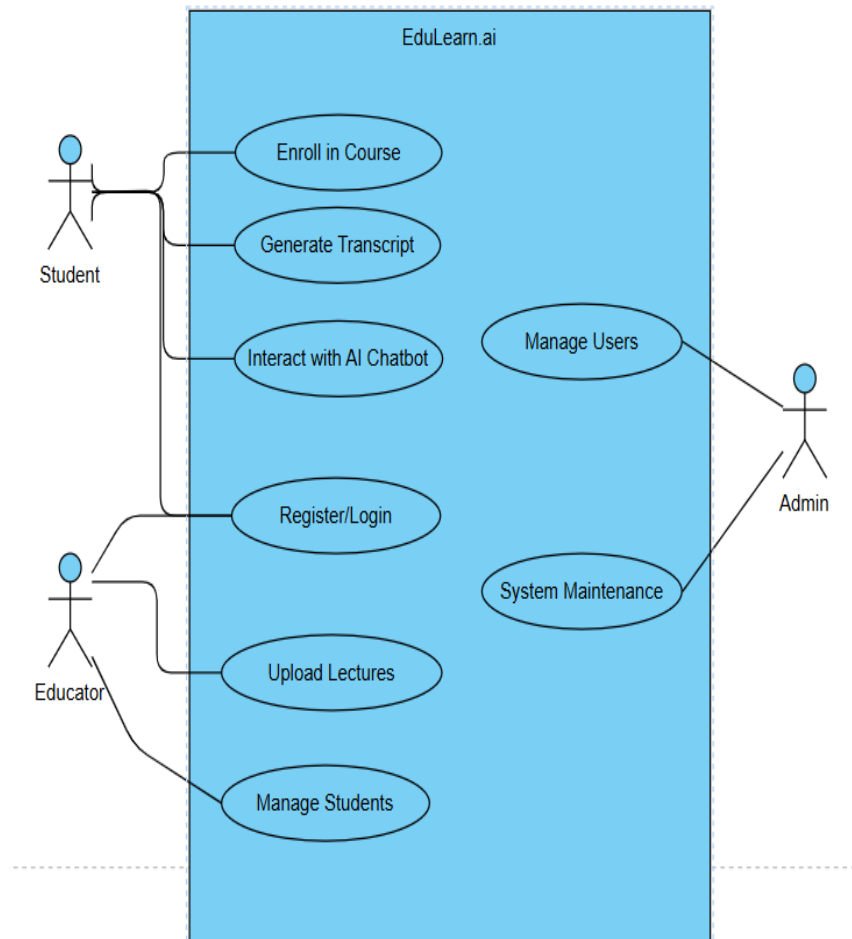 EduLearn.ai
Enroll in Course
Generate Transcript
Student
Interact with AI Chatbot
Manage Users
Admin
Register/Login
System Maintenance
Educator
Upload Lectures
Manage Students